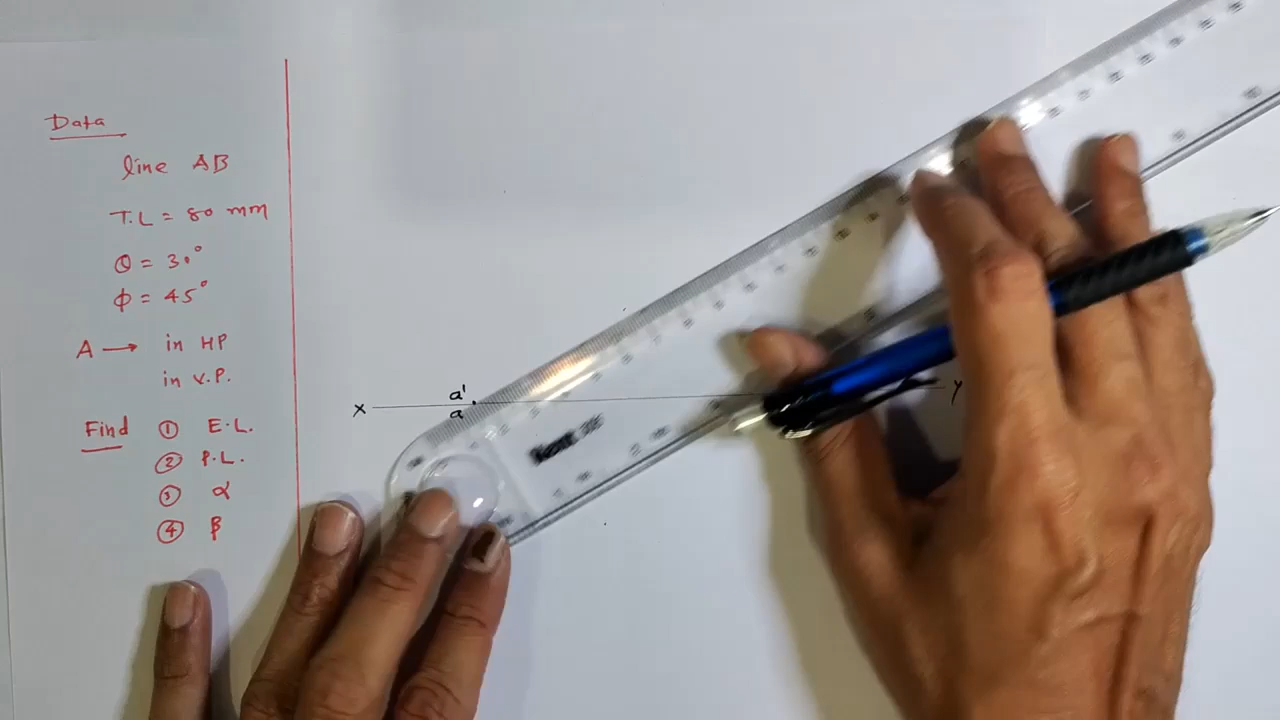 Data
line AB
T.L = 80 mm
θ = 30°
φ = 45°
A → in HP
in V.P.
Find ① E.L.
② P.L.
③ α
④ β
a'
x
a
y